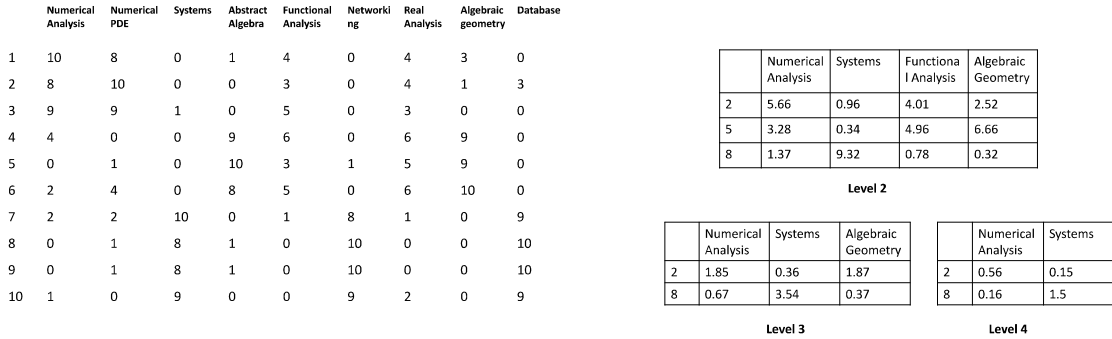 Numerical Numerical Systems Abstract Functional Networki Real Algebraic Database
Analysis PDE Algebra Analysis ng Analysis geometry
1 10 8 0 1 4 0 4 3 0
2 8 10 0 0 3 0 4 1 3
3 9 9 1 0 5 0 3 0 0
4 4 0 0 9 6 0 6 9 0
5 0 1 0 10 3 1 5 9 0
6 2 4 0 8 5 0 6 10 0
7 2 2 10 0 1 8 1 0 9
8 0 1 8 1 0 10 0 0 10
9 0 1 8 1 0 10 0 0 10
10 1 0 9 0 0 9 2 0 9
Numerical Systems Functiona Algebraic
Analysis l Analysis Geometry
2 5.66 0.96 4.01 2.52
5 3.28 0.34 4.96 6.66
8 1.37 9.32 0.78 0.32
Level 2
Numerical Systems Algebraic
Analysis Geometry
2 1.85 0.36 1.87
8 0.67 3.54 0.37
Level 3
Numerical Systems
Analysis
2 0.56 0.15
8 0.16 1.5
Level 4